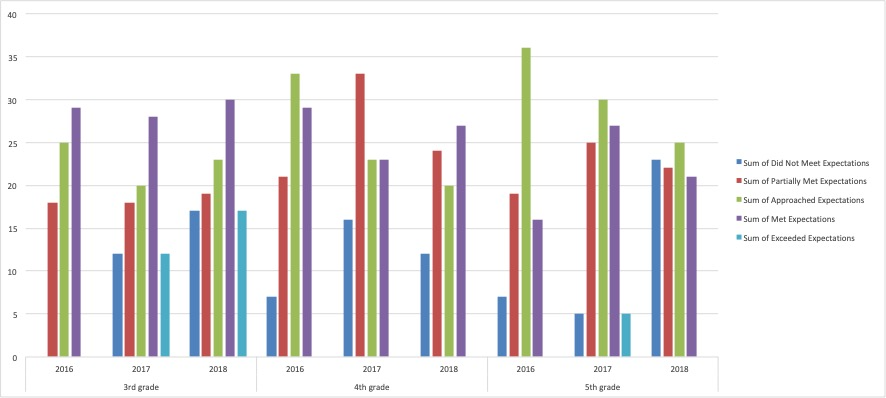 40
35
30
25
20
15
10
5
0
2016 2017 2018 2016 2017 2018 2016 2017 2018
3rd grade 4th grade 5th grade
Sum of Did Not Meet Expectations
Sum of Partially Met Expectations
Sum of Approached Expectations
Sum of Met Expectations
Sum of Exceeded Expectations